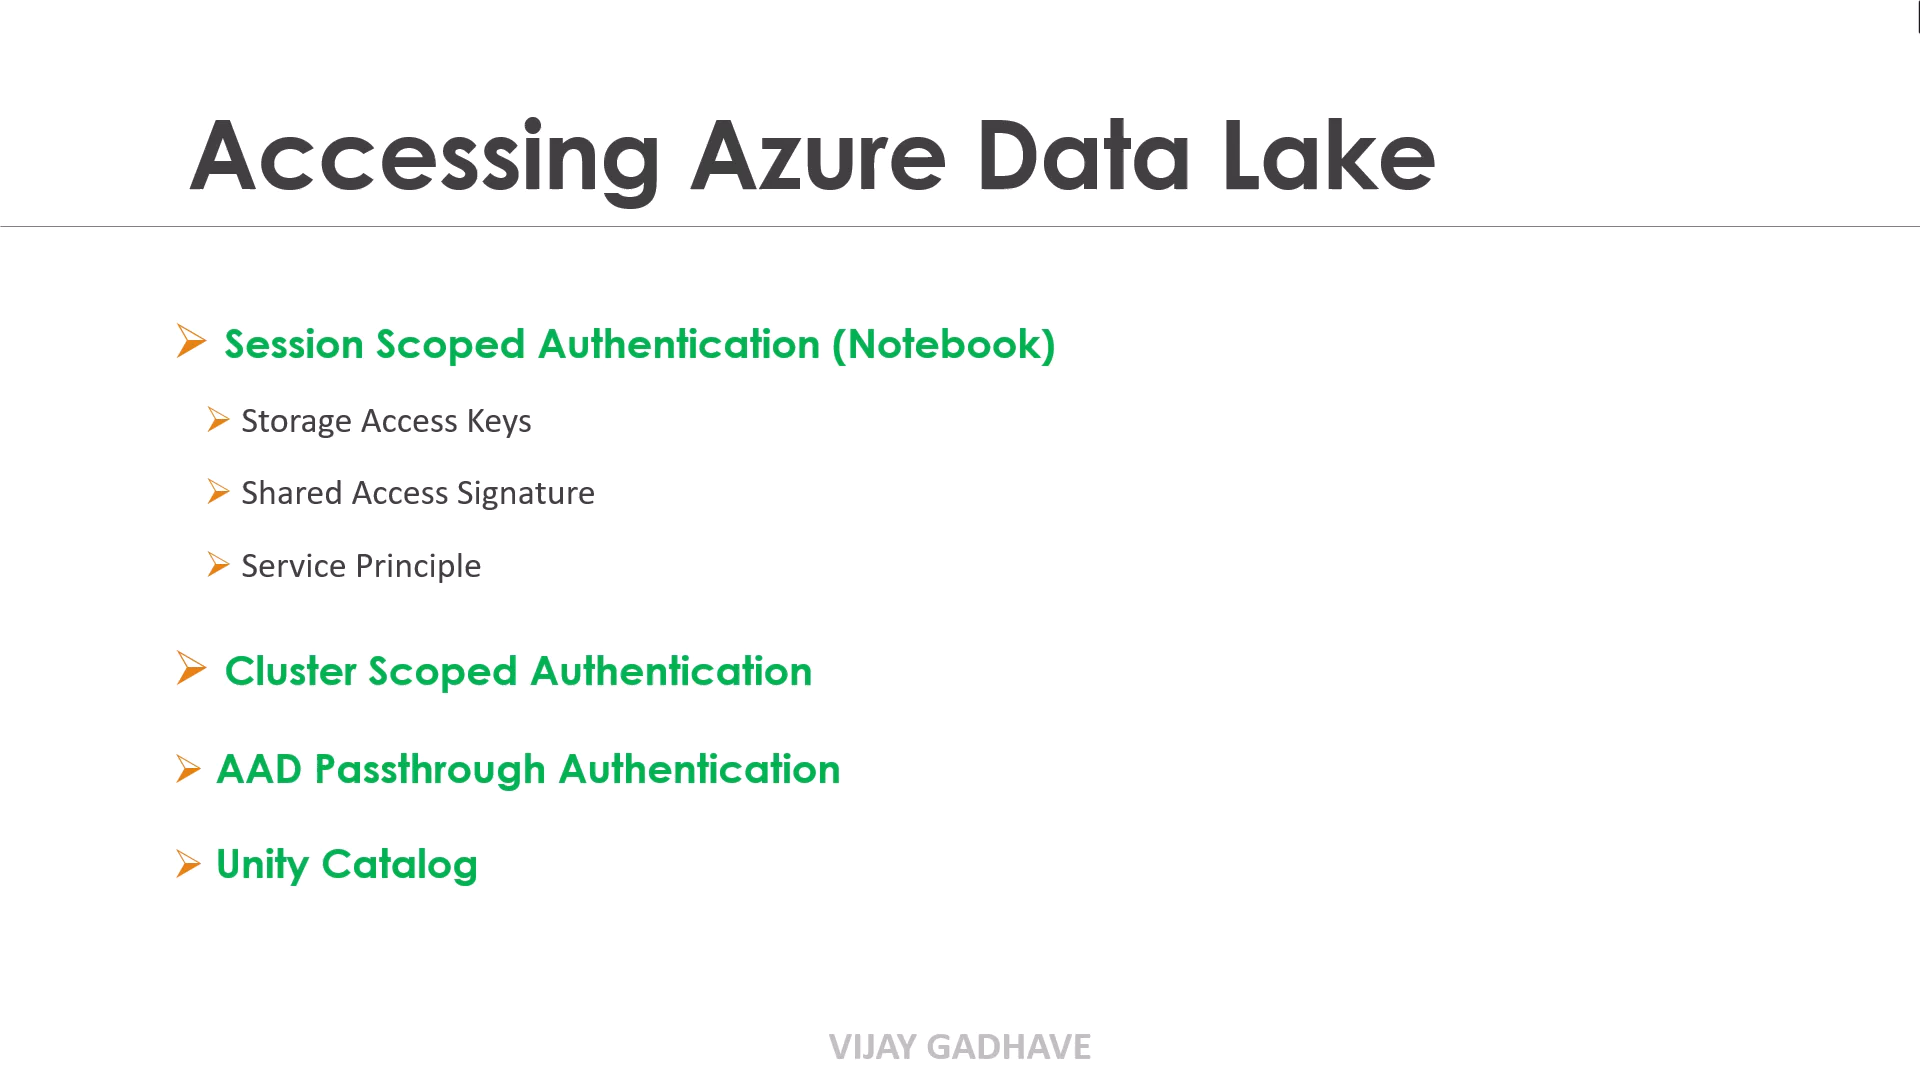 Accessing Azure Data Lake
Session Scoped Authentication (Notebook)
Storage Access Keys
Shared Access Signature
Service Principle
Cluster Scoped Authentication
AAD Passthrough Authentication
Unity Catalog
VIJAY GADHAVE